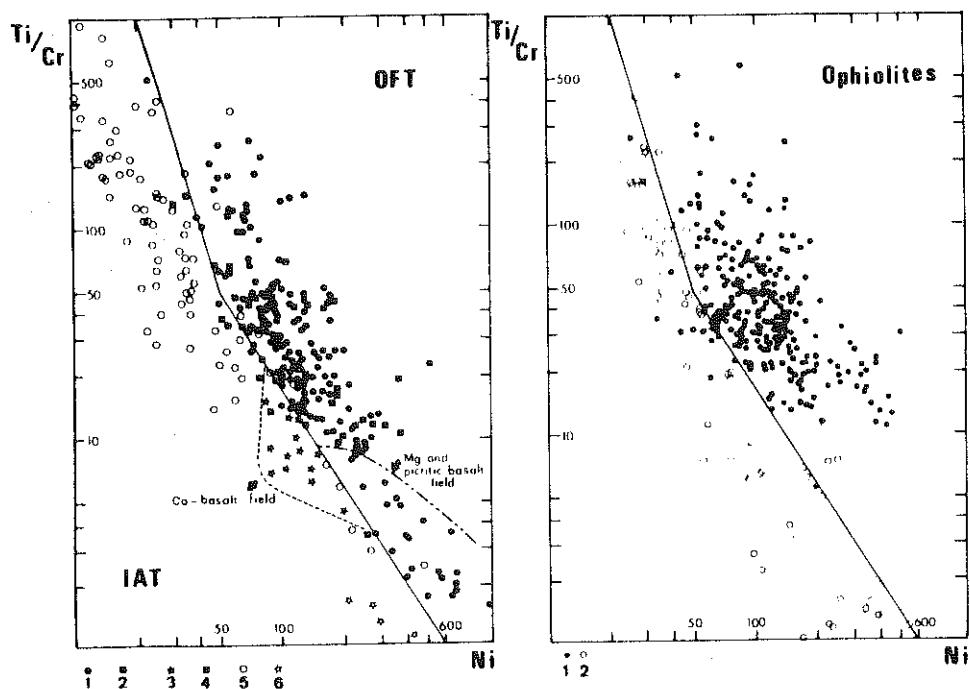 Ti/Cr
OFT
500
100
50
10
Mg and
picritic basalt
field
Ca-basalt field
IAT
50
100
600
Ni
1 2 3 4 5 6
Ti/Cr
Ophiolites
500
100
50
10
50
100
600
Ni
1 2